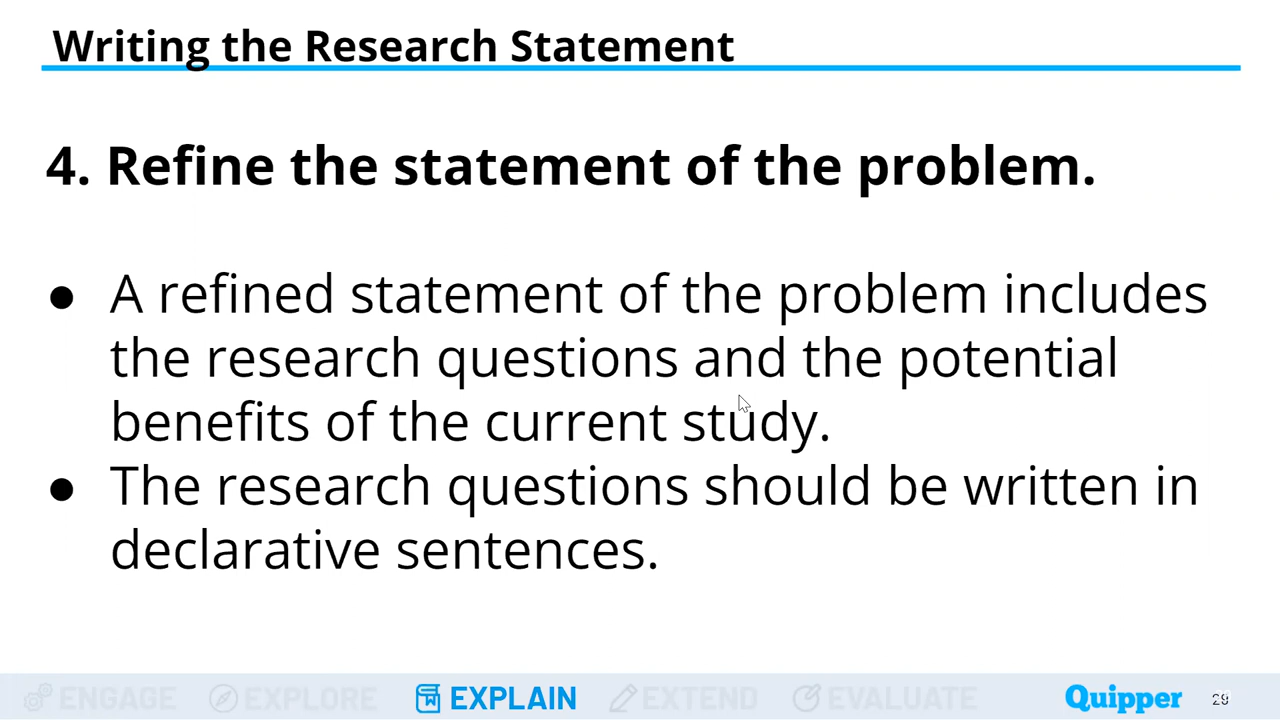 Writing the Research Statement
4. Refine the statement of the problem.
● A refined statement of the problem includes
the research questions and the potential
benefits of the current study.
● The research questions should be written in
declarative sentences.
ENGAGE EXPLORE EXPLAIN EXTEND EVALUATE Quipper 29